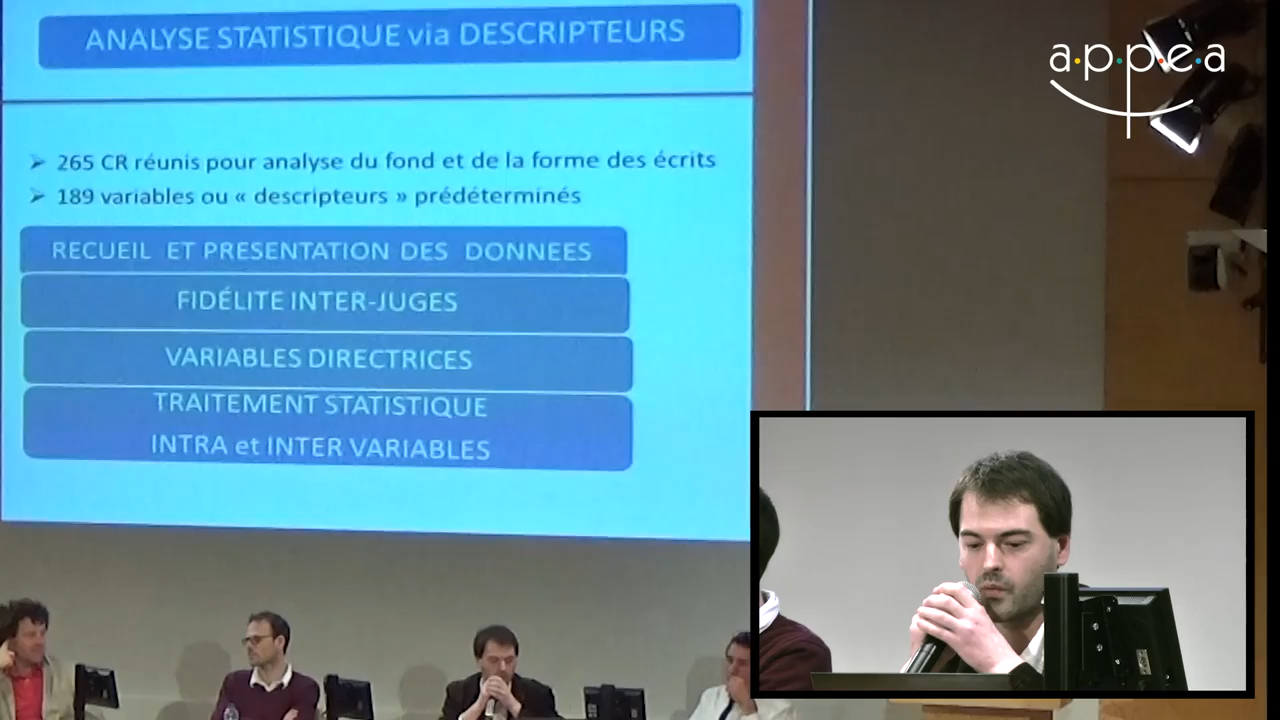 ANALYSE STATISTIQUE via DESCRIPTEURS
a.p.p.e.a
265 CR réunis pour analyse du fond et de la forme des écrits
189 variables ou « descripteurs » prédéterminés
RECUEIL ET PRESENTATION DES DONNEES
FIDÉLITE INTER-JUGES
VARIABLES DIRECTRICES
TRAITEMENT STATISTIQUE
INTRA et INTER VARIABLES